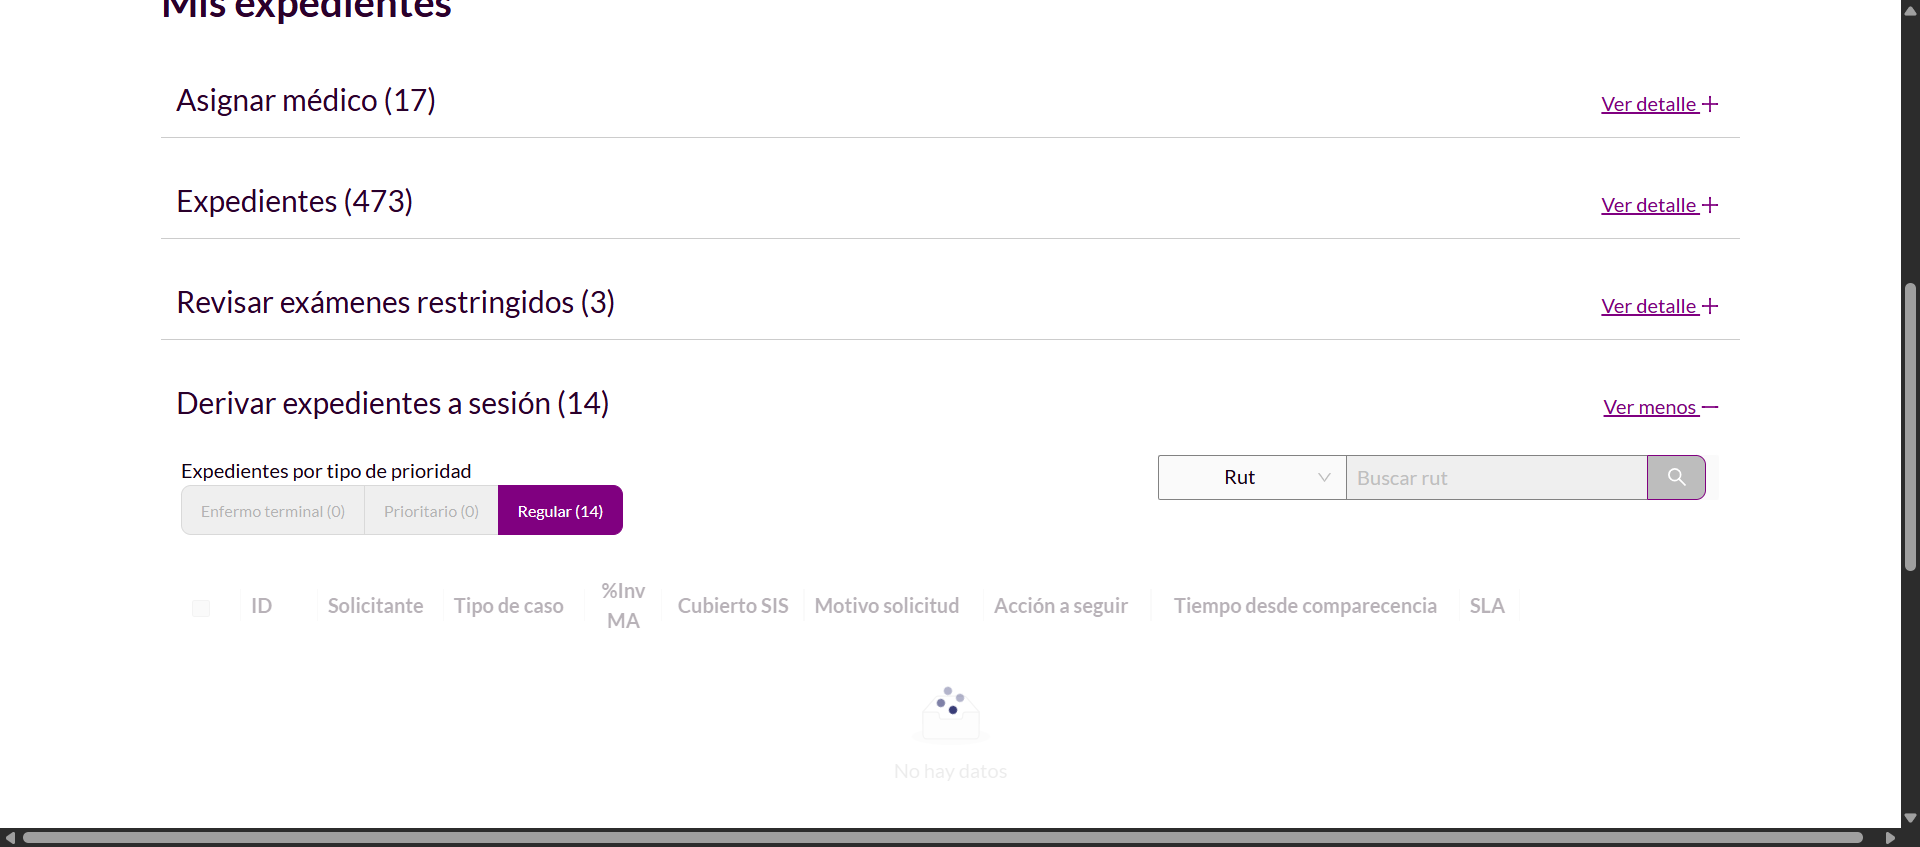 Mis expedientes
Asignar médico (17)
Ver detalle
Expedientes (473)
Ver detalle
Revisar exámenes restringidos (3)
Ver detalle
Derivar expedientes a sesión (14)
Ver menos
Expedientes por tipo de prioridad
Enfermo terminal (0) Prioritario (0) Regular (14)
Rut Buscar rut
ID Solicitante Tipo de caso %Inv MA Cubierto SIS Motivo solicitud Acción a seguir Tiempo desde comparecencia SLA
No hay datos